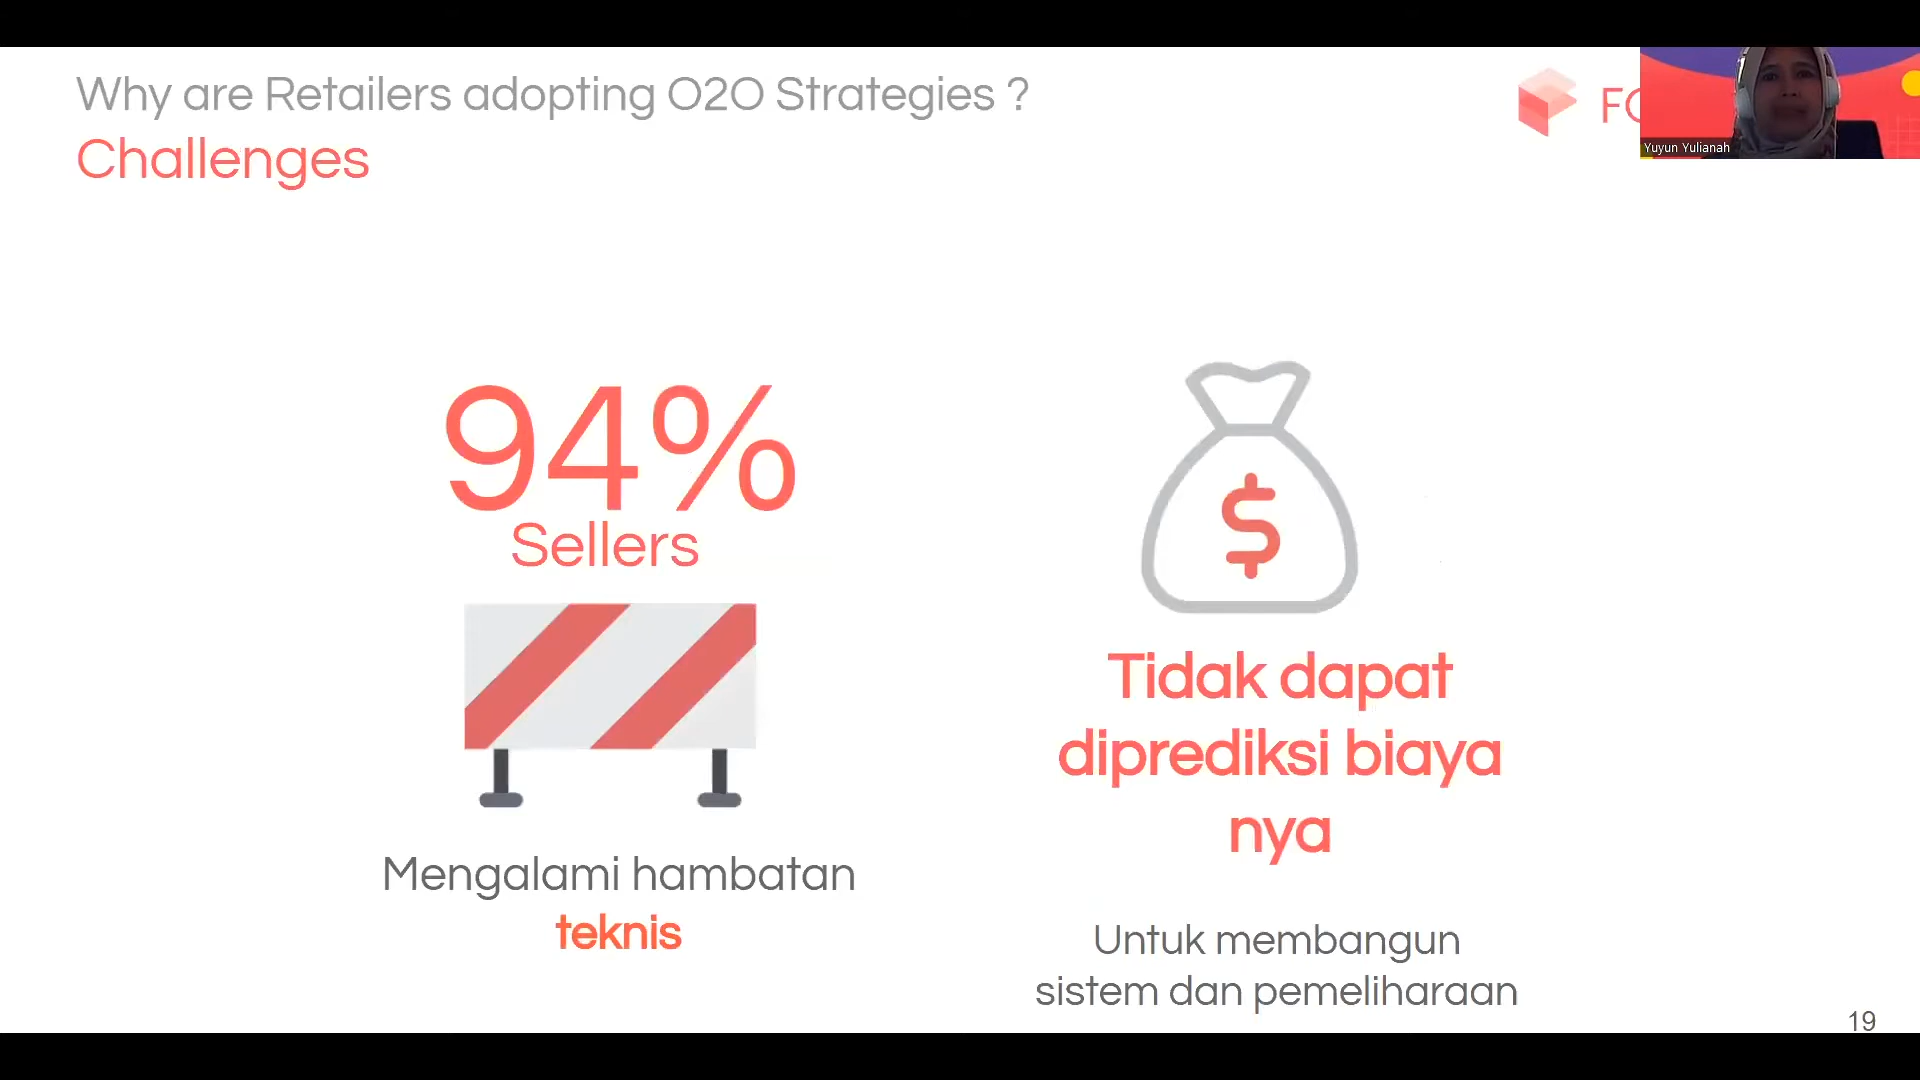 Why are Retailers adopting O2O Strategies ?
Challenges
Yuyun Yulianah
94%
Sellers
Mengalami hambatan
teknis
$
Tidak dapat
diprediksi biaya
nya
Untuk membangun
sistem dan pemeliharaan
19